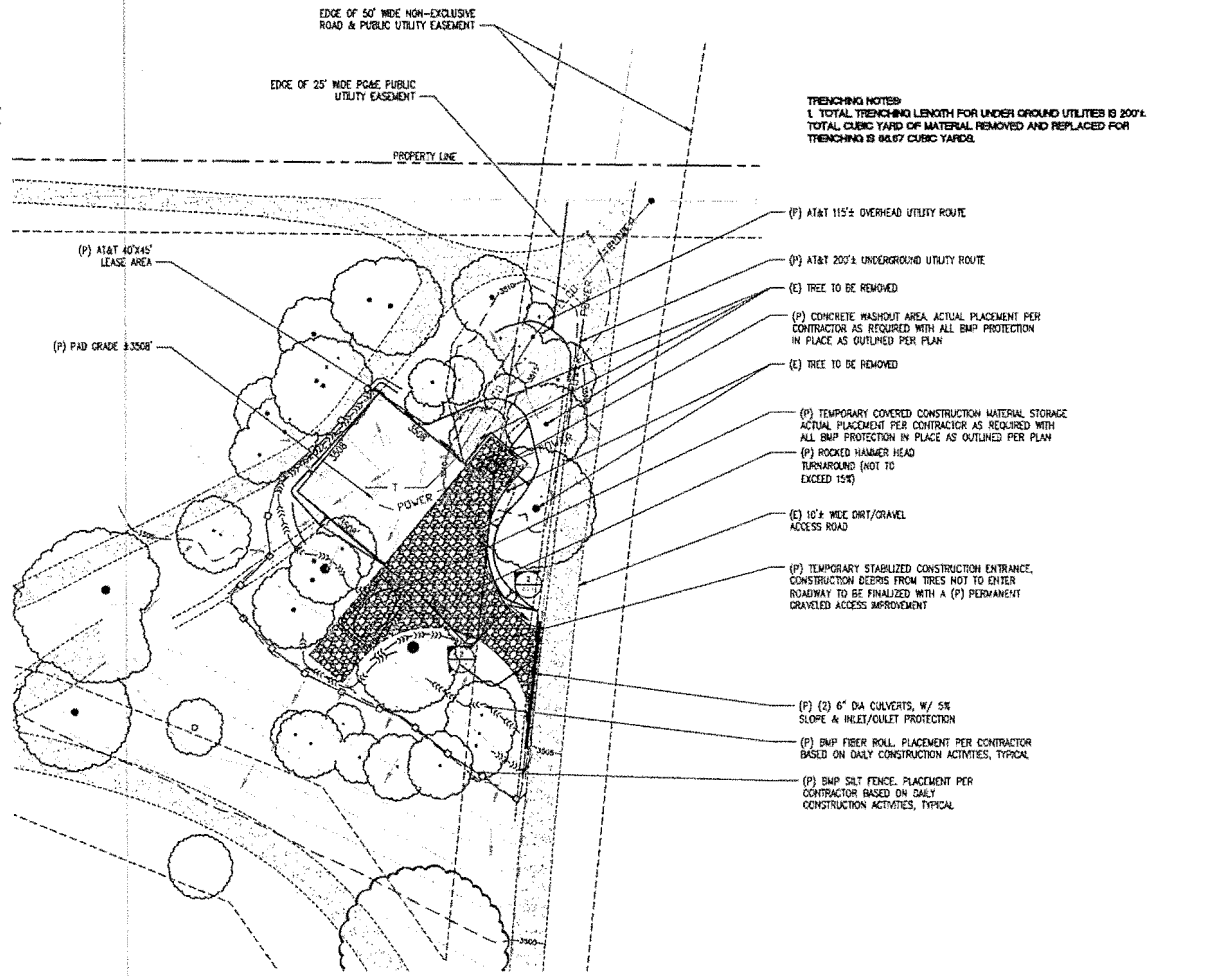 EDGE OF 50' WIDE NON-EXCLUSIVE
ROAD & PUBLIC UTILITY EASEMENT
EDGE OF 25' WIDE PG&E PUBLIC
UTILITY EASEMENT
TRENCHING NOTES
1. TOTAL TRENCHING LENGTH FOR UNDER GROUND UTILITIES IS 200'±.
TOTAL CUBIC YARD OF MATERIAL REMOVED AND REPLACED FOR
TRENCHING IS 66.67 CUBIC YARDS.
PROPERTY LINE
(P) AT&T 115'± OVERHEAD UTILITY ROUTE
(P) AT&T 40'X45'
LEASE AREA
(P) AT&T 200'± UNDERGROUND UTILITY ROUTE
(E) TREE TO BE REMOVED
(P) CONCRETE WASHOUT AREA. ACTUAL PLACEMENT PER
CONTRACTOR AS REQUIRED WITH ALL BMP PROTECTION
IN PLACE AS OUTLINED PER PLAN
(P) PAD GRADE ±3508'
(E) TREE TO BE REMOVED
(P) TEMPORARY COVERED CONSTRUCTION MATERIAL STORAGE
ACTUAL PLACEMENT PER CONTRACTOR AS REQUIRED WITH
ALL BMP PROTECTION IN PLACE AS OUTLINED PER PLAN
(P) ROCKED HAMMER HEAD
TURNAROUND (NOT TO
EXCEED 15%)
(E) 10'± WIDE DIRT/GRAVEL
ACCESS ROAD
(P) TEMPORARY STABILIZED CONSTRUCTION ENTRANCE,
CONSTRUCTION DEBRIS FROM TIRES NOT TO ENTER
ROADWAY TO BE FINALIZED WITH A (P) PERMANENT
GRAVELED ACCESS IMPROVEMENT
(P) (2) 6" DIA CULVERTS, W/ 5%
SLOPE & INLET/OULET PROTECTION
(P) BMP FIBER ROLL. PLACEMENT PER CONTRACTOR
BASED ON DAILY CONSTRUCTION ACTIVITIES, TYPICAL
(P) BMP SILT FENCE. PLACEMENT PER
CONTRACTOR BASED ON DAILY
CONSTRUCTION ACTIVITIES, TYPICAL
3510
3508
3508
T
POWER
POWER
3505
3505